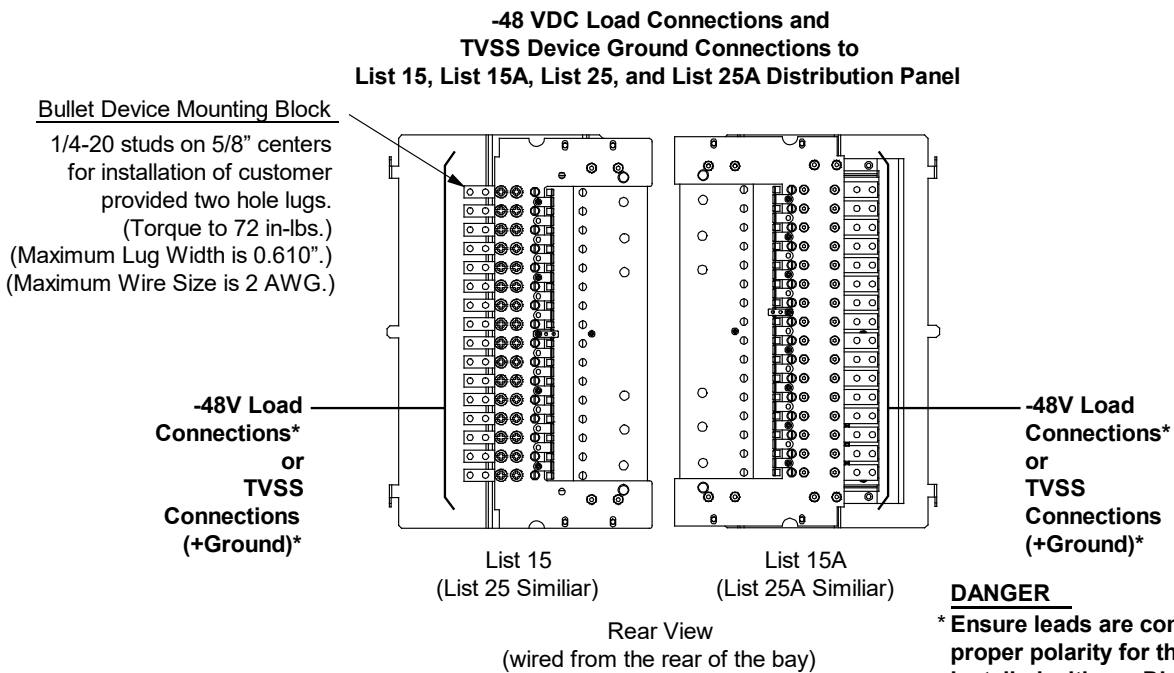 -48 VDC Load Connections and
TVSS Device Ground Connections to
List 15, List 15A, List 25, and List 25A Distribution Panel
Bullet Device Mounting Block
1/4-20 studs on 5/8” centers
for installation of customer
provided two hole lugs.
(Torque to 72 in-lbs.)
(Maximum Lug Width is 0.610”.)
(Maximum Wire Size is 2 AWG.)
-48V Load
Connections*
or
TVSS
Connections
(+Ground)*
-48V Load
Connections*
or
TVSS
Connections
(+Ground)*
List 15
(List 25 Similiar)
List 15A
(List 25A Similiar)
Rear View
(wired from the rear of the bay)
DANGER
* Ensure leads are
proper polarity for